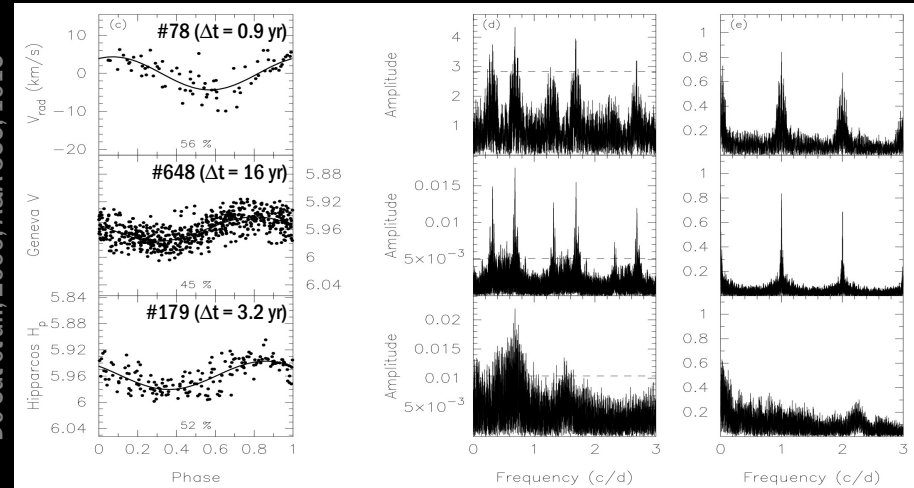 (c)
#78 (Δt = 0.9 yr)
V_rad (km/s)
10
0
−10
−20
56 %
#648 (Δt = 16 yr)
Geneva V
5.88
5.92
5.96
6
6.04
45 %
#179 (Δt = 3.2 yr)
Hipparcos H_p
5.84
5.88
5.92
5.96
6
6.04
52 %
0 0.2 0.4 0.6 0.8 1
Phase
(d)
Amplitude
4
3
2
1
Amplitude
0.015
0.01
5×10⁻³
Amplitude
0.02
0.015
0.01
5×10⁻³
0 1 2 3
Frequency (c/d)
(e)
1
0.8
0.6
0.4
0.2
1
0.8
0.6
0.4
0.2
1
0.8
0.6
0.4
0.2
0 1 2 3
Frequency (c/d)